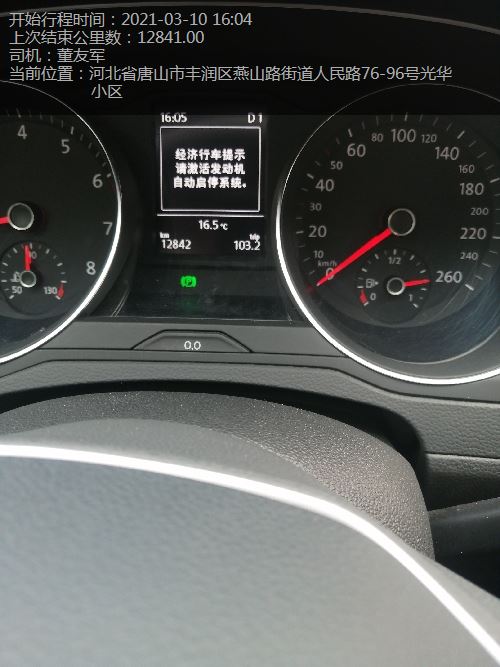 开始行程时间：2021-03-10 16:04
上次结束公里数：12841.00
司机：董友军
当前位置：河北省唐山市丰润区燕山路街道人民路76-96号光华
小区
16:05 D1
经济行车提示
请激活发动机
自动启停系统。
16.5℃
km trip
12842 103.2
0.0
4
5
6
7
8
50 90 130
0
10
20
30
40
50
60
80
100
120
140
160
180
200
220
240
260
km/h
0 1/2 1